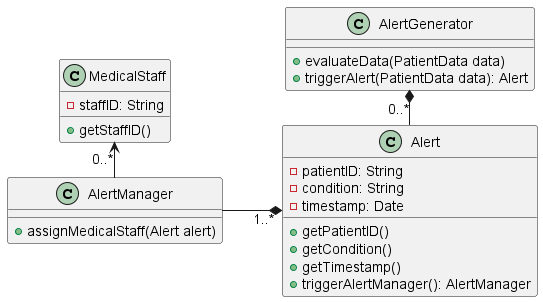 C AlertGenerator
evaluateData(PatientData data)
triggerAlert(PatientData data): Alert
0..*
C MedicalStaff
staffID: String
getStaffID()
0..*
C Alert
patientID: String
condition: String
timestamp: Date
getPatientID()
getCondition()
getTimestamp()
triggerAlertManager(): AlertManager
C AlertManager
assignMedicalStaff(Alert alert)
1..*